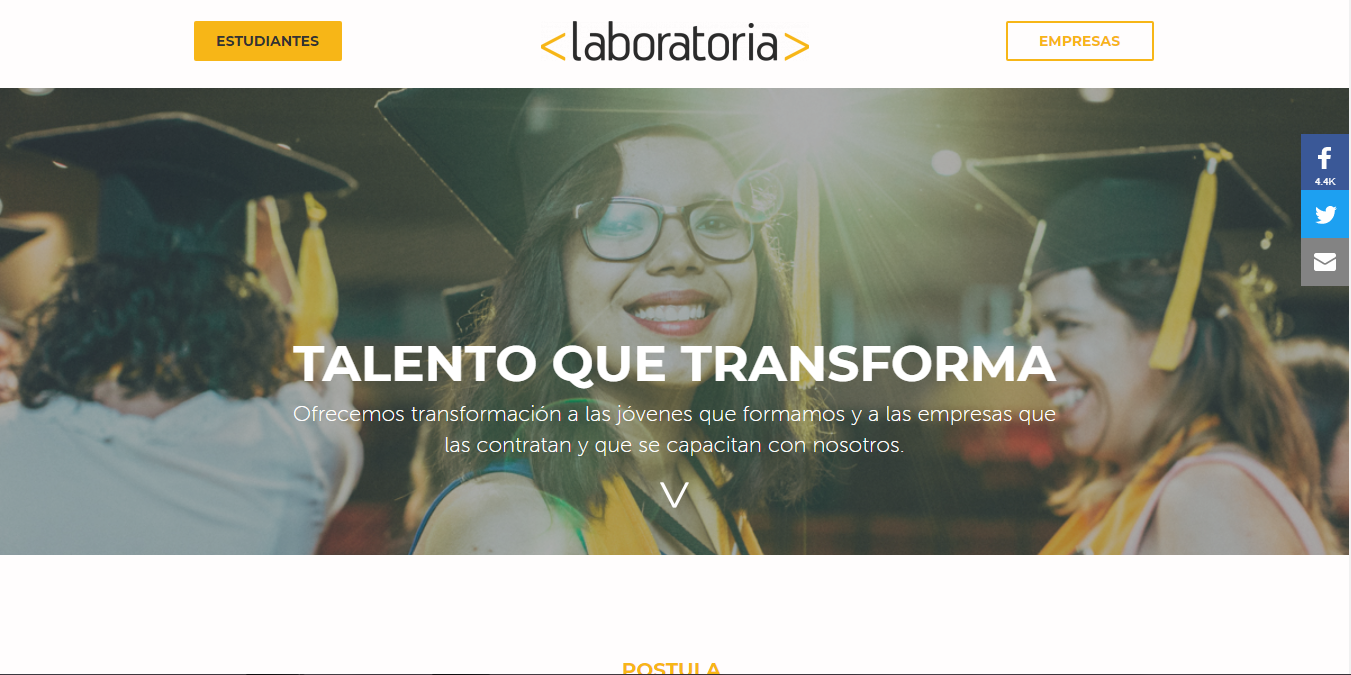 ESTUDIANTES
<laboratoria>
EMPRESAS
4.4K
TALENTO QUE TRANSFORMA
Ofrecemos transformación a las jóvenes que formamos y a las empresas que
las contratan y que se capacitan con nosotros.
POSTULA